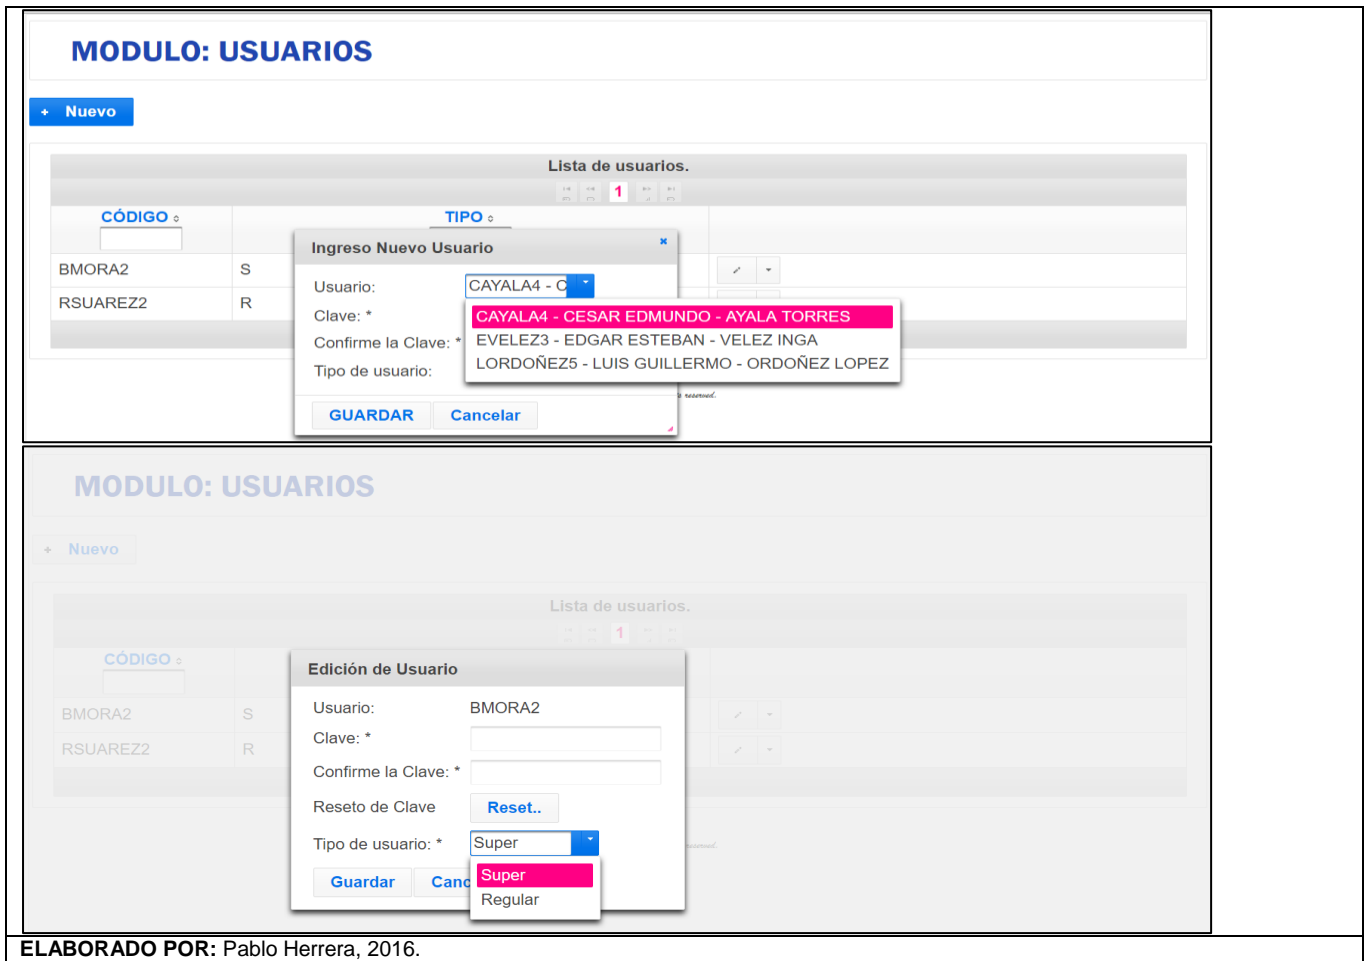 MODULO: USUARIOS
+ Nuevo
Lista de usuarios.
1
CÓDIGO TIPO
Ingreso Nuevo Usuario
BMORA2 S
Usuario: CAYALA4 - C
RSUAREZ2 R
Clave: *
CAYALA4 - CESAR EDMUNDO - AYALA TORRES
Confirme la Clave: *
EVELEZ3 - EDGAR ESTEBAN - VELEZ INGA
Tipo de usuario:
LORDOÑEZ5 - LUIS GUILLERMO - ORDOÑEZ LOPEZ
reserved.
GUARDAR Cancelar
MODULO: USUARIOS
+ Nuevo
Lista de usuarios.
1
CÓDIGO
Edición de Usuario
BMORA2 S
Usuario: BMORA2
Clave: *
RSUAREZ2 R
Confirme la Clave: *
Reseto de Clave Reset..
Tipo de usuario: * Super
reserved.
Super
Guardar Canc
Regular
ELABORADO POR: Pablo Herrera, 2016.